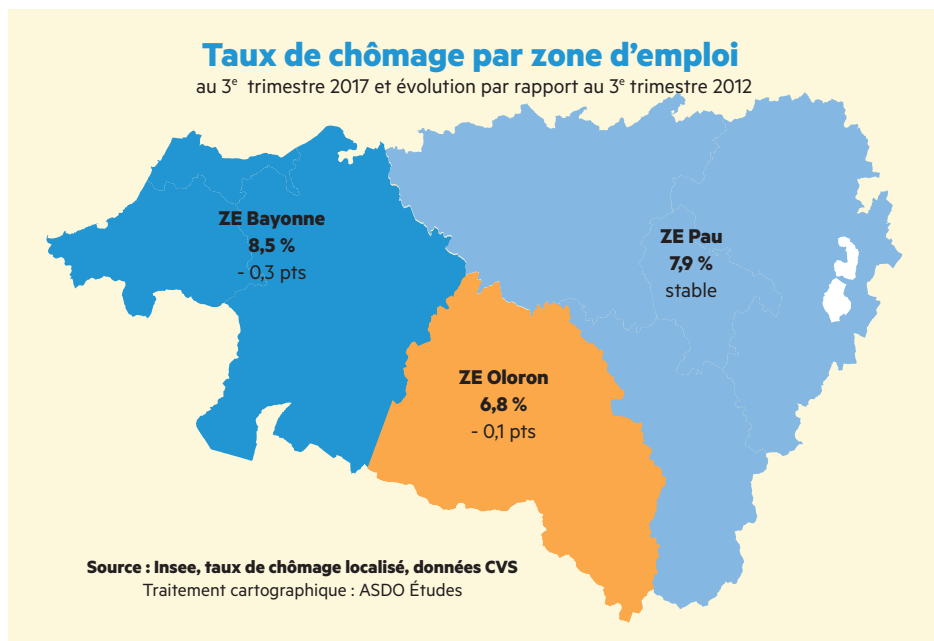 Taux de chômage par zone d'emploi
au 3e trimestre 2017 et évolution par rapport au 3e trimestre 2012
ZE Bayonne
8,5 %
- 0,3 pts
ZE Pau
7,9 %
stable
ZE Oloron
6,8 %
- 0,1 pts
Source : Insee, taux de chômage localisé, données CVS
Traitement cartographique : ASDO Études